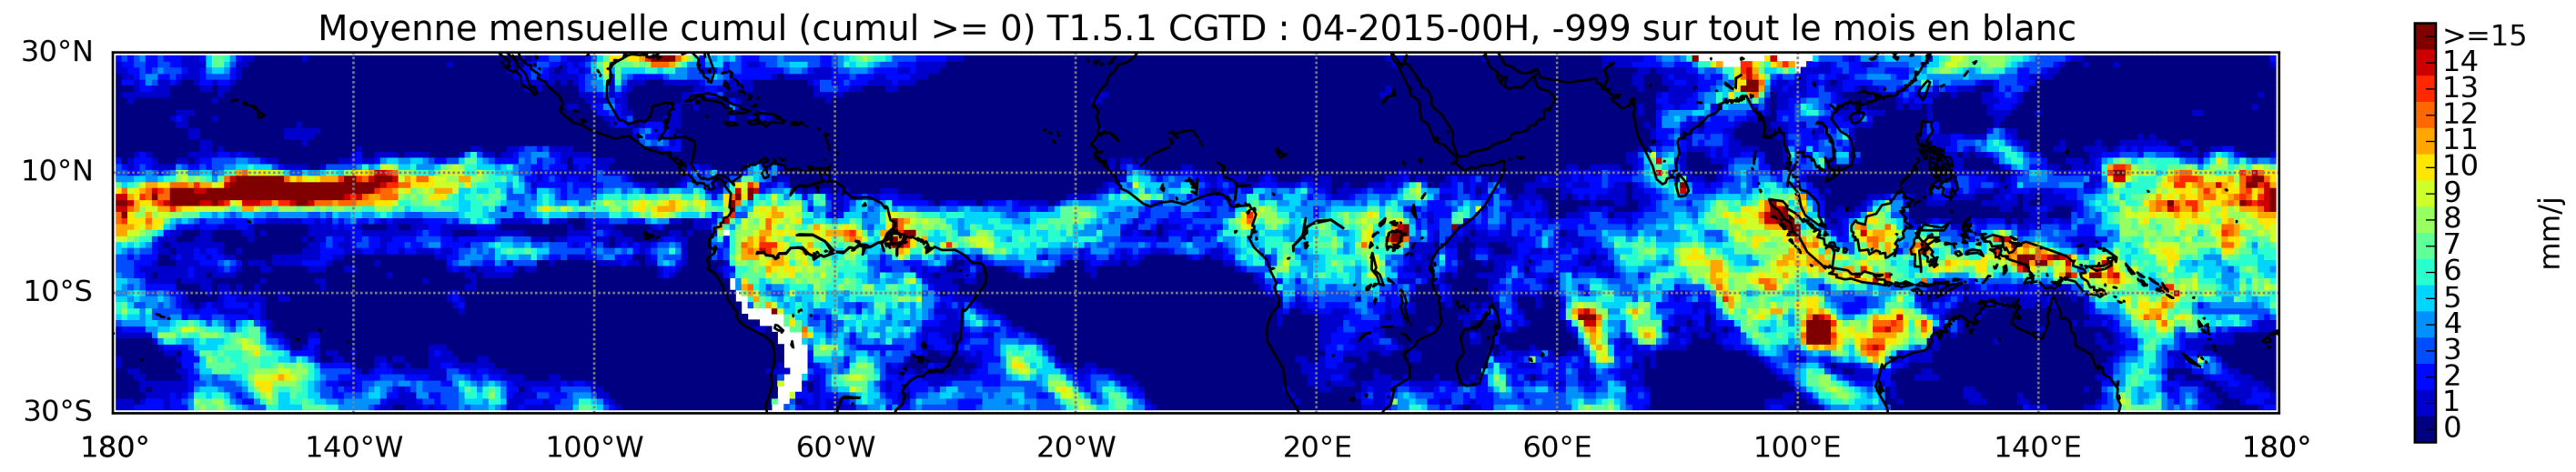 Moyenne mensuelle cumul (cumul >= 0) T1.5.1 CGTD : 04-2015-00H, -999 sur tout le mois en blanc
30°N
10°N
10°S
30°S
180°
140°W
100°W
60°W
20°W
20°E
60°E
100°E
140°E
180°
>=15
14
13
12
11
10
9
8
7
6
5
4
3
2
1
0
mm/j